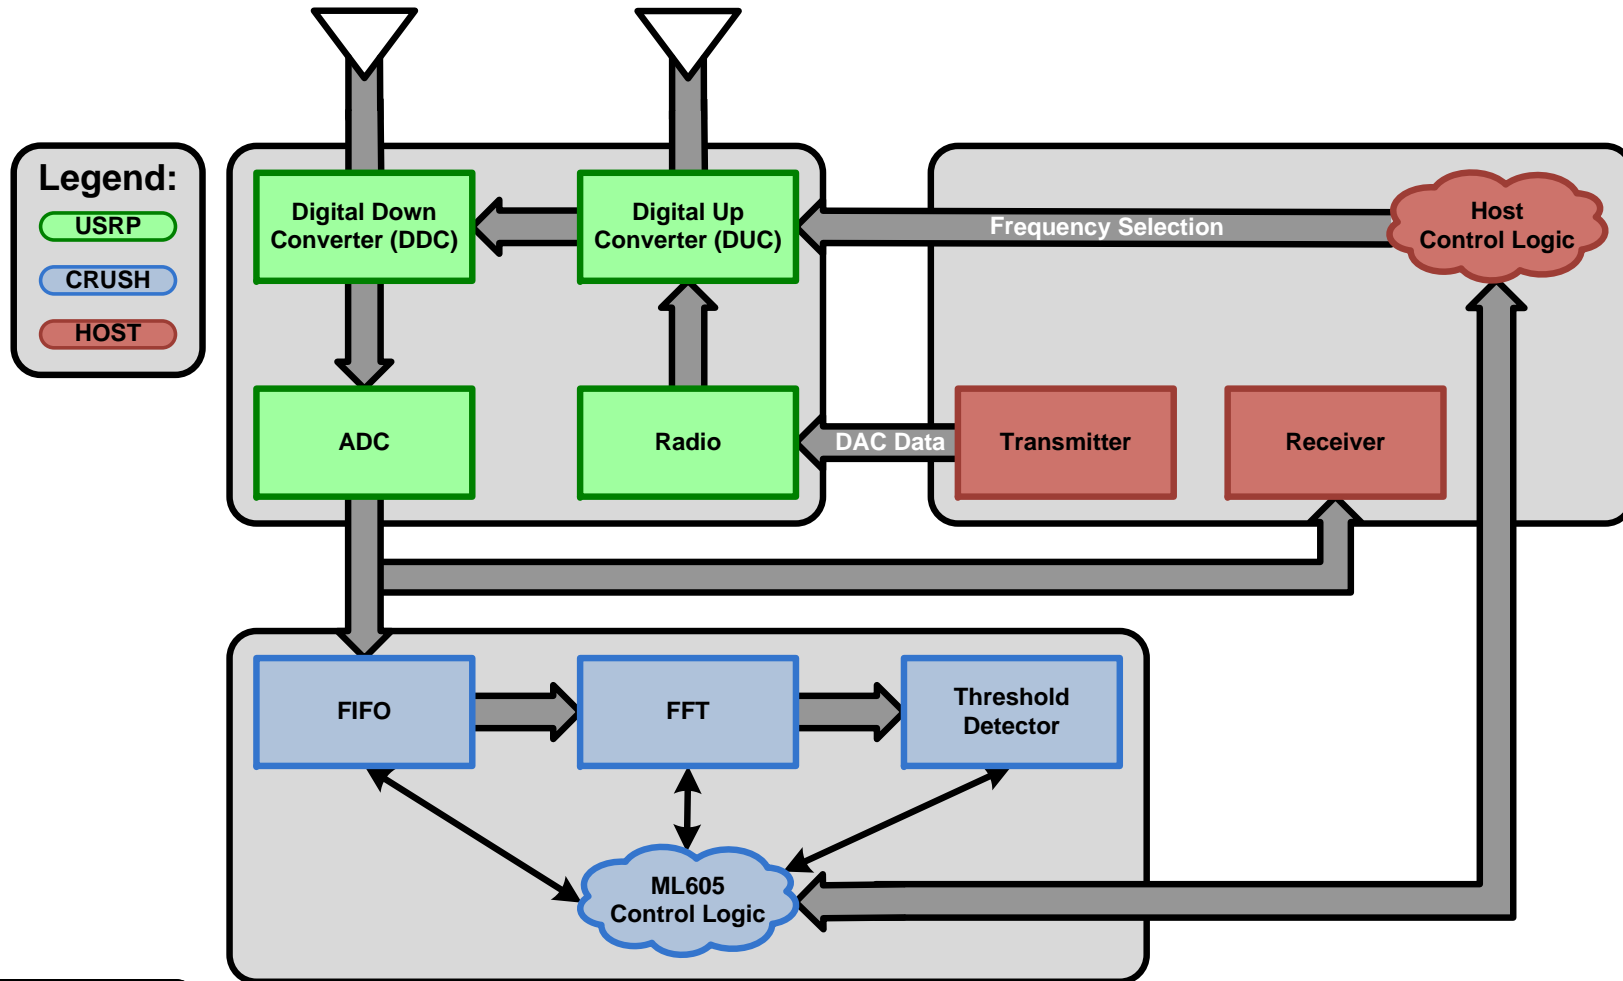 Legend:
USRP
CRUSH
HOST
Digital Down
Converter (DDC)
Digital Up
Converter (DUC)
Frequency Selection
Host
Control Logic
ADC
Radio
DAC Data
Transmitter
Receiver
FIFO
FFT
Threshold
Detector
ML605
Control Logic